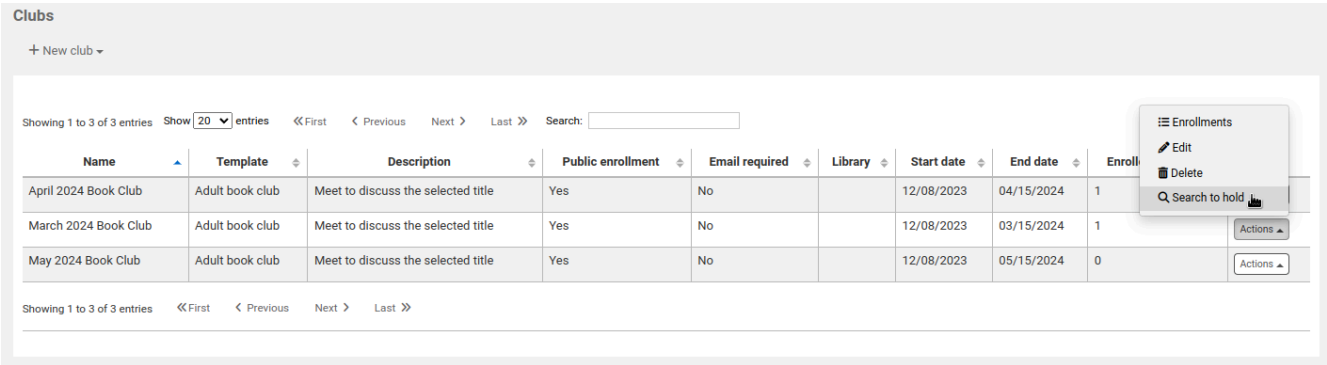 Clubs
+ New club
Showing 1 to 3 of 3 entries Show 20 entries First Previous Next Last Search:
Enrollments
Edit
Delete
Search to hold
Name Template Description Public enrollment Email required Library Start date End date
April 2024 Book Club Adult book club Meet to discuss the selected title Yes No 12/08/2023 04/15/2024 1
March 2024 Book Club Adult book club Meet to discuss the selected title Yes No 12/08/2023 03/15/2024 1 Actions
May 2024 Book Club Adult book club Meet to discuss the selected title Yes No 12/08/2023 05/15/2024 0 Actions
Showing 1 to 3 of 3 entries First Previous Next Last